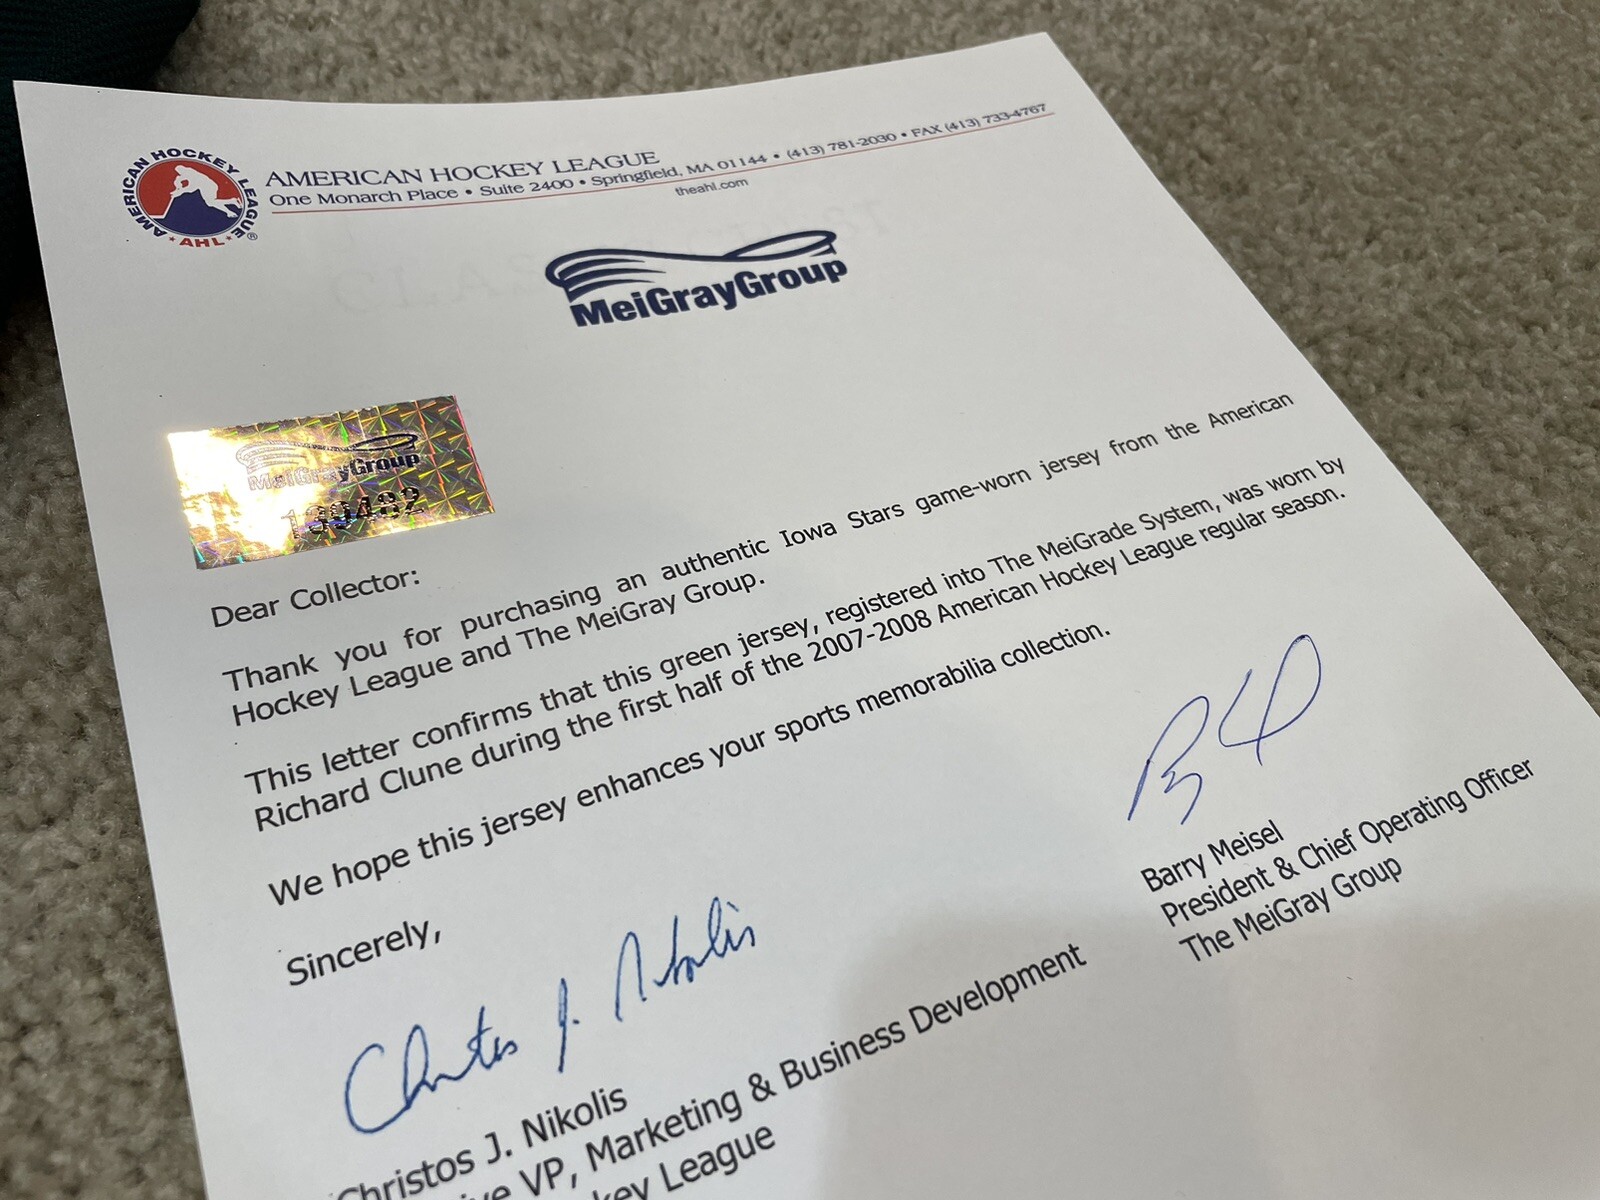 AMERICAN HOCKEY LEAGUE
AHL
®
AMERICAN HOCKEY LEAGUE
One Monarch Place • Suite 2400 • Springfield, MA 01144 • (413) 781-2030 • FAX (413) 733-4767
theahl.com
MeiGrayGroup
MeiGrayGroup
139482
Dear Collector:
Thank you for purchasing an authentic Iowa Stars game-worn jersey from the American
Hockey League and The MeiGray Group.
This letter confirms that this green jersey, registered into The MeiGrade System, was worn by
Richard Clune during the first half of the 2007-2008 American Hockey League regular season.
We hope this jersey enhances your sports memorabilia collection.
Sincerely,
Christos J. Nikolis
Barry Meisel
President & Chief Operating Officer
The MeiGray Group
Christos J. Nikolis
VP, Marketing & Business Development
League